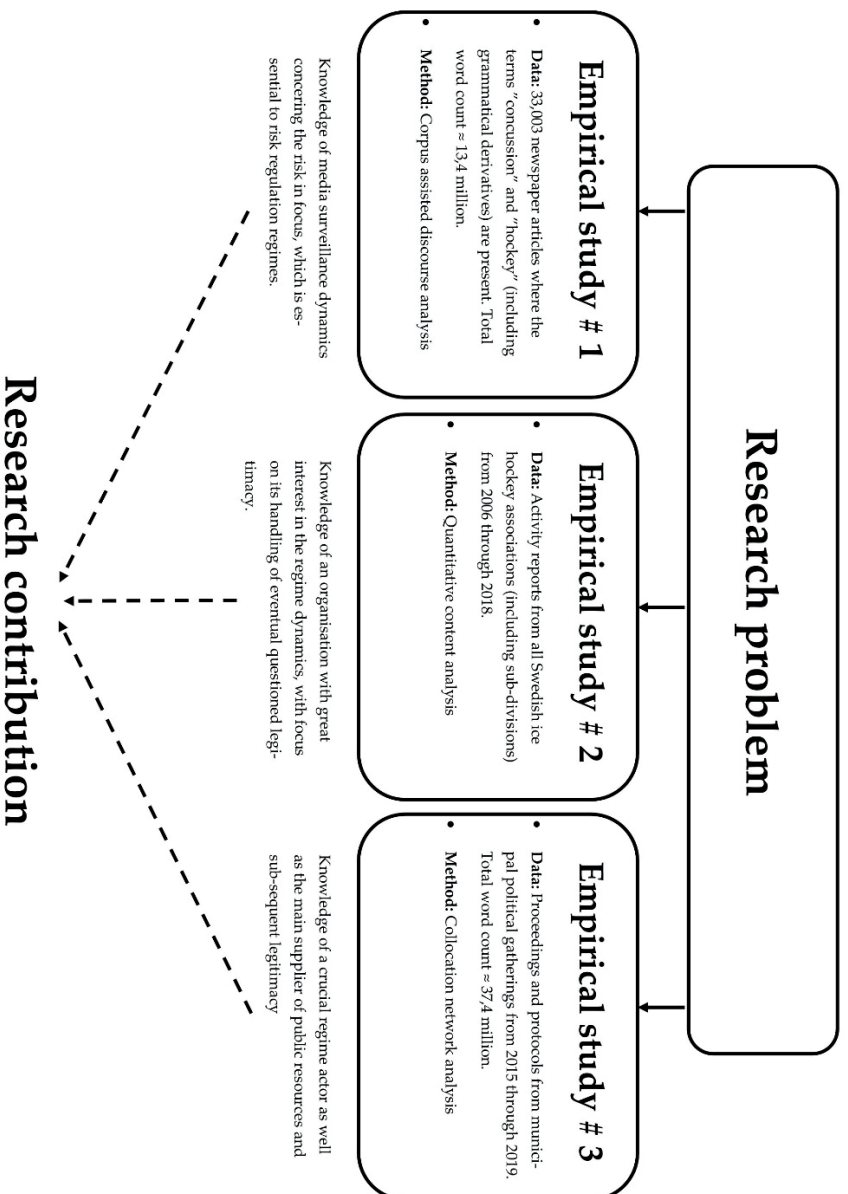 Research problem
Empirical study # 1
• Data: 33,003 newspaper articles where the
terms ”concussion” and ”hockey” (including
grammatical derivatives) are present. Total
word count ≈ 13,4 million.
• Method: Corpus assisted discourse analysis
Knowledge of media surveillance dynamics
concering the risk in focus, which is es-
sential to risk regulation regimes.
Empirical study # 2
• Data: Activity reports from all Swedish ice
hockey associations (including sub-divisions)
from 2006 through 2018.
• Method: Quantitative content analysis
Knowledge of an organisation with great
interest in the regime dynamics, with focus
on its handling of eventual questioned legi-
timacy.
Empirical study # 3
• Data: Proceedings and protocols from munici-
pal political gatherings from 2015 through 2019.
Total word count ≈ 37,4 million.
• Method: Collocation network analysis
Knowledge of a crucial regime actor as well
as the main supplier of public resources and
sub-sequent legitimacy
Research contribution